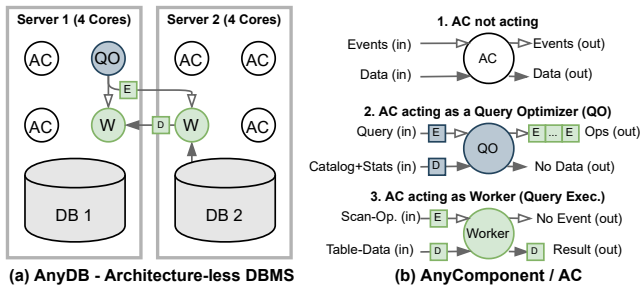 Server 1 (4 Cores)
Server 2 (4 Cores)
AC
QO
AC
AC
E
AC
W
D
W
AC
DB 1
DB 2
(a) AnyDB - Architecture-less DBMS
1. AC not acting
Events (in)
AC
Events (out)
Data (in)
Data (out)
2. AC acting as a Query Optimizer (QO)
Query (in)
E
QO
E ... E
Ops (out)
Catalog+Stats (in)
D
No Data (out)
3. AC acting as Worker (Query Exec.)
Scan-Op. (in)
E
Worker
No Event (out)
Table-Data (in)
D
D
Result (out)
(b) AnyComponent / AC